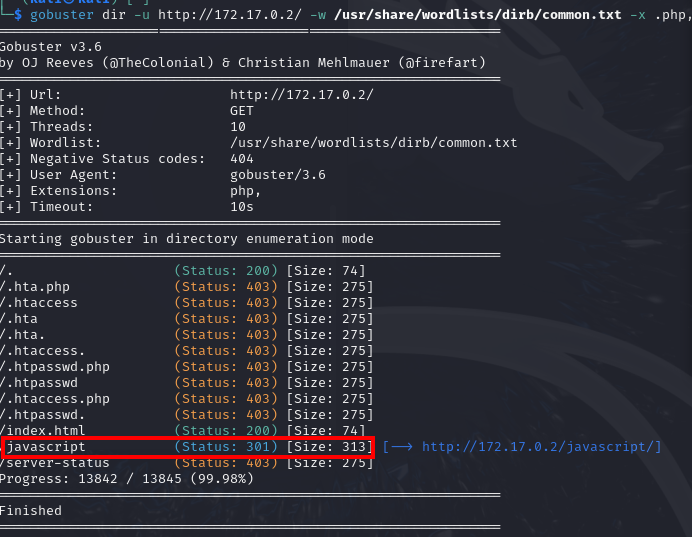 (kali㉿kali) [~]
└─$ gobuster dir -u http://172.17.0.2/ -w /usr/share/wordlists/dirb/common.txt -x .php,
Gobuster v3.6
by OJ Reeves (@TheColonial) & Christian Mehlmauer (@firefart)
[+] Url: http://172.17.0.2/
[+] Method: GET
[+] Threads: 10
[+] Wordlist: /usr/share/wordlists/dirb/common.txt
[+] Negative Status codes: 404
[+] User Agent: gobuster/3.6
[+] Extensions: php,
[+] Timeout: 10s
Starting gobuster in directory enumeration mode
/. (Status: 200) [Size: 74]
/.hta.php (Status: 403) [Size: 275]
/.htaccess (Status: 403) [Size: 275]
/.hta (Status: 403) [Size: 275]
/.hta. (Status: 403) [Size: 275]
/.htaccess. (Status: 403) [Size: 275]
/.htpasswd.php (Status: 403) [Size: 275]
/.htpasswd (Status: 403) [Size: 275]
/.htaccess.php (Status: 403) [Size: 275]
/.htpasswd. (Status: 403) [Size: 275]
/index.html (Status: 200) [Size: 74]
javascript (Status: 301) [Size: 313] [--> http://172.17.0.2/javascript/]
/server-status (Status: 403) [Size: 275]
Progress: 13842 / 13845 (99.98%)
Finished